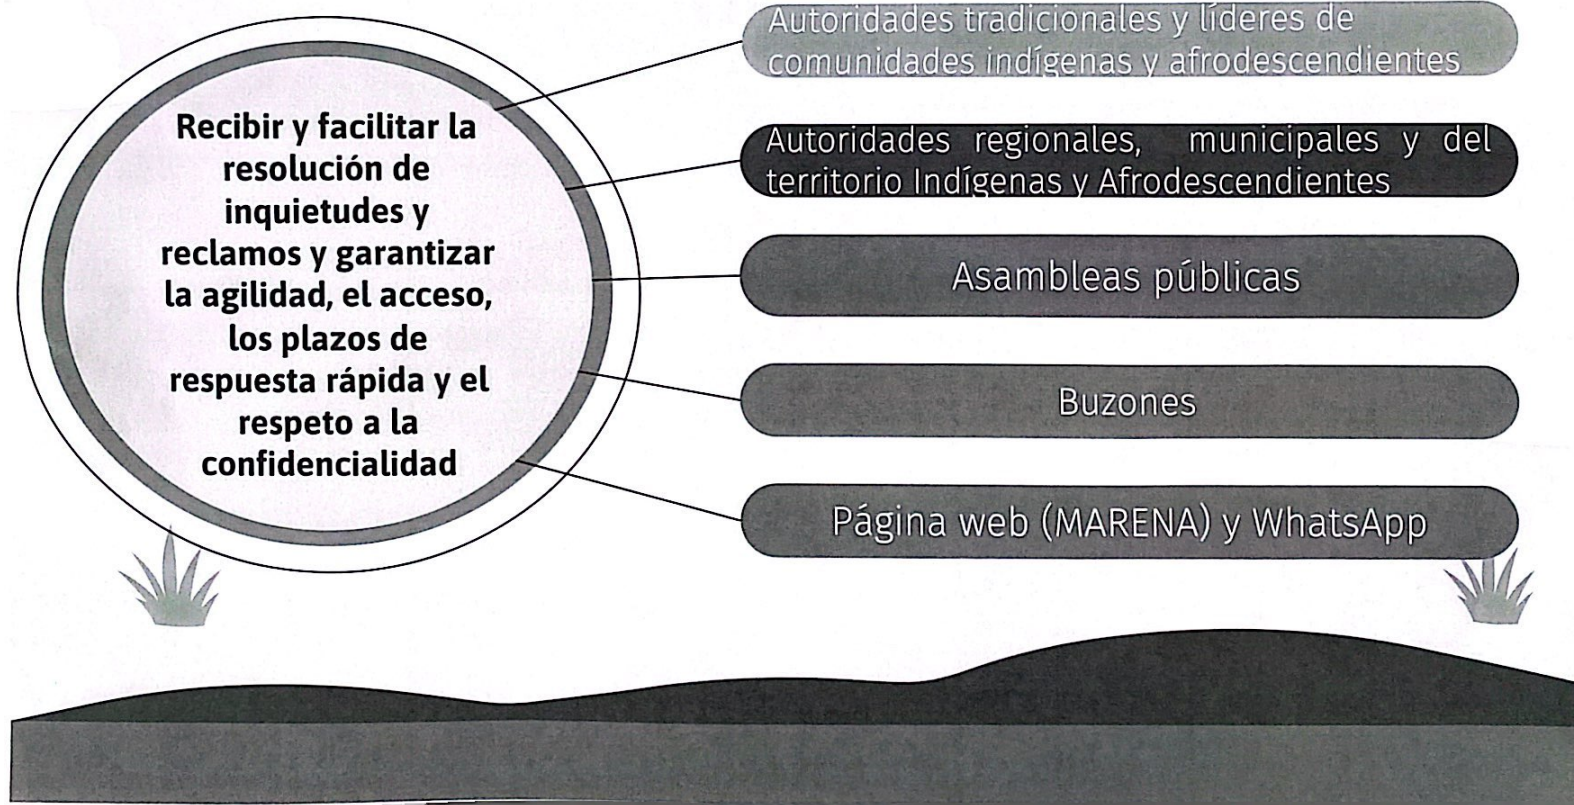 Recibir y facilitar la
resolución de
inquietudes y
reclamos y garantizar
la agilidad, el acceso,
los plazos de
respuesta rápida y el
respeto a la
confidencialidad
Autoridades tradicionales y líderes de
comunidades indígenas y afrodescendientes
Autoridades regionales, municipales y del
territorio Indígenas y Afrodescendientes
Asambleas públicas
Buzones
Página web (MARENA) y WhatsApp